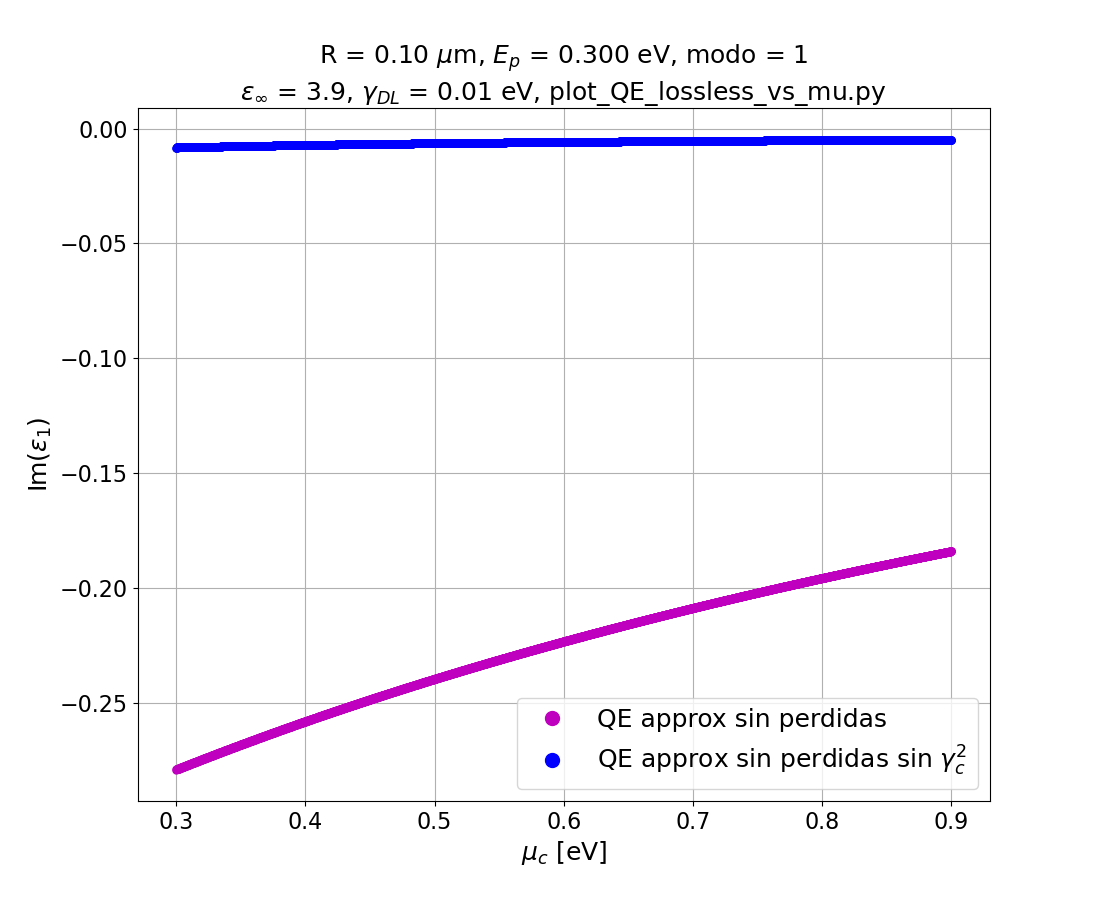 R = 0.10 μm, E_p = 0.300 eV, modo = 1
ε_∞ = 3.9, γ_DL = 0.01 eV, plot_QE_lossless_vs_mu.py
0.00
−0.05
−0.10
−0.15
−0.20
−0.25
Im(ε₁)
QE approx sin perdidas
QE approx sin perdidas sin γ_c²
0.3 0.4 0.5 0.6 0.7 0.8 0.9
μ_c [eV]